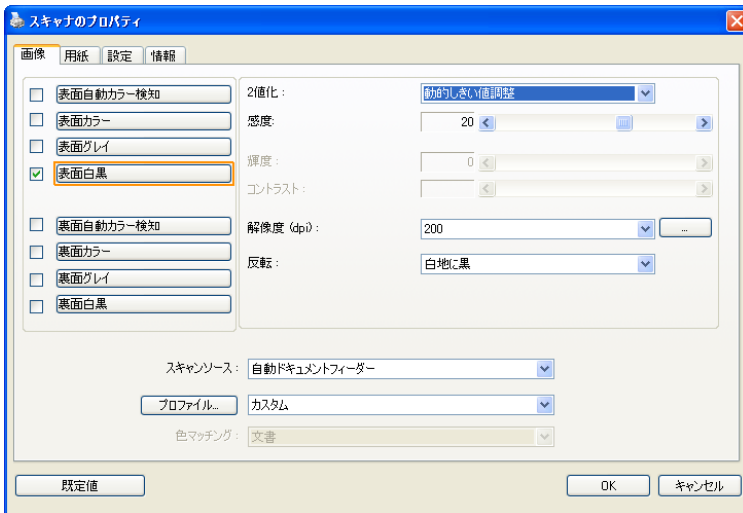 スキャナのプロパティ
画像 用紙 設定 情報
表面自動カラー検知
表面カラー
表面グレイ
表面白黒
裏面自動カラー検知
裏面カラー
裏面グレイ
裏面白黒
2値化： 動的しきい値調整
感度: 20
輝度： 0
コントラスト：
解像度 (dpi)： 200 ...
反転： 白地に黒
スキャンソース： 自動ドキュメントフィーダー
プロファイル... カスタム
色マッチング： 文書
既定値 OK キャンセル